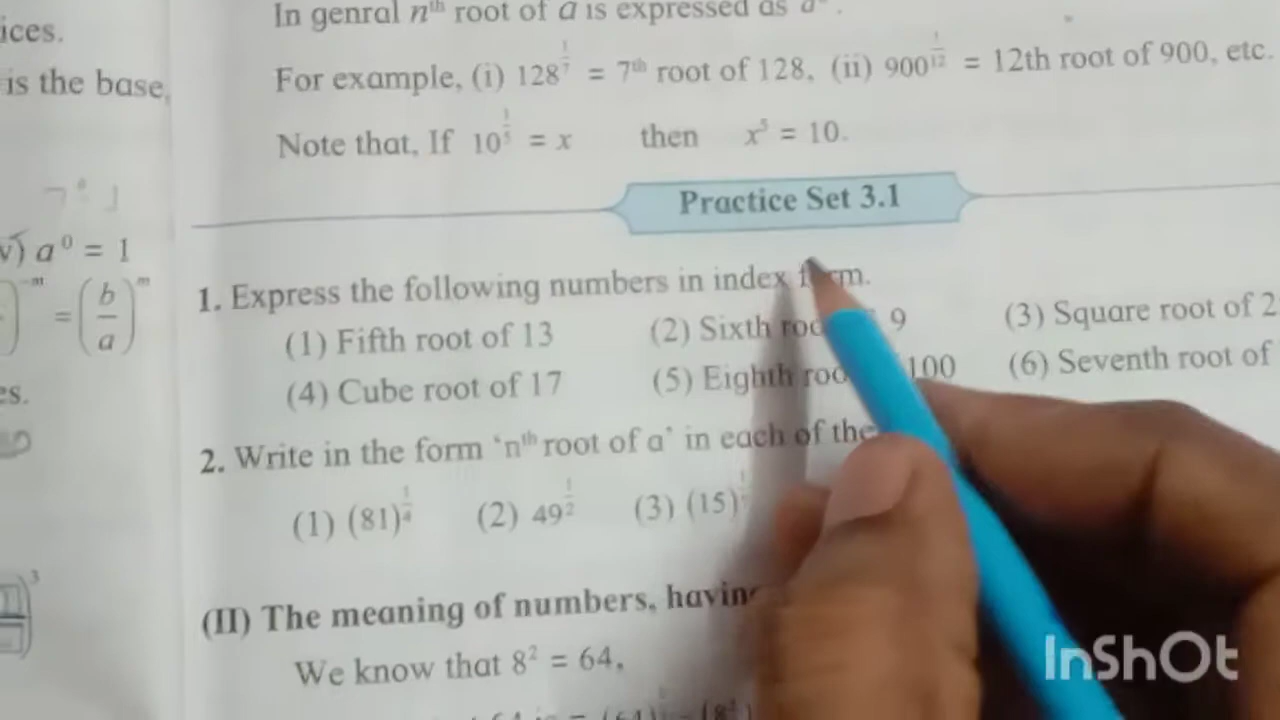 ices.
is the base,
v) a⁰ = 1
)⁻ᵐ = (b/a)ᵐ
es.
3
In genral nᵗʰ root of a is expressed as a
For example, (i) 128^(1/7) = 7ᵗʰ root of 128, (ii) 900^(1/12) = 12th root of 900, etc.
Note that, If 10^(1/5) = x then x⁵ = 10.
Practice Set 3.1
1. Express the following numbers in index form.
(1) Fifth root of 13 (2) Sixth 9 (3) Square root of 2
(4) Cube root of 17 (5) Eighth 100 (6) Seventh root of
2. Write in the form ‘nᵗʰ root of a’ in each of the
(1) (81)^(1/4) (2) 49^(1/2) (3) (15)
(II) The meaning of numbers, having
We know that 8² = 64,
InShOt